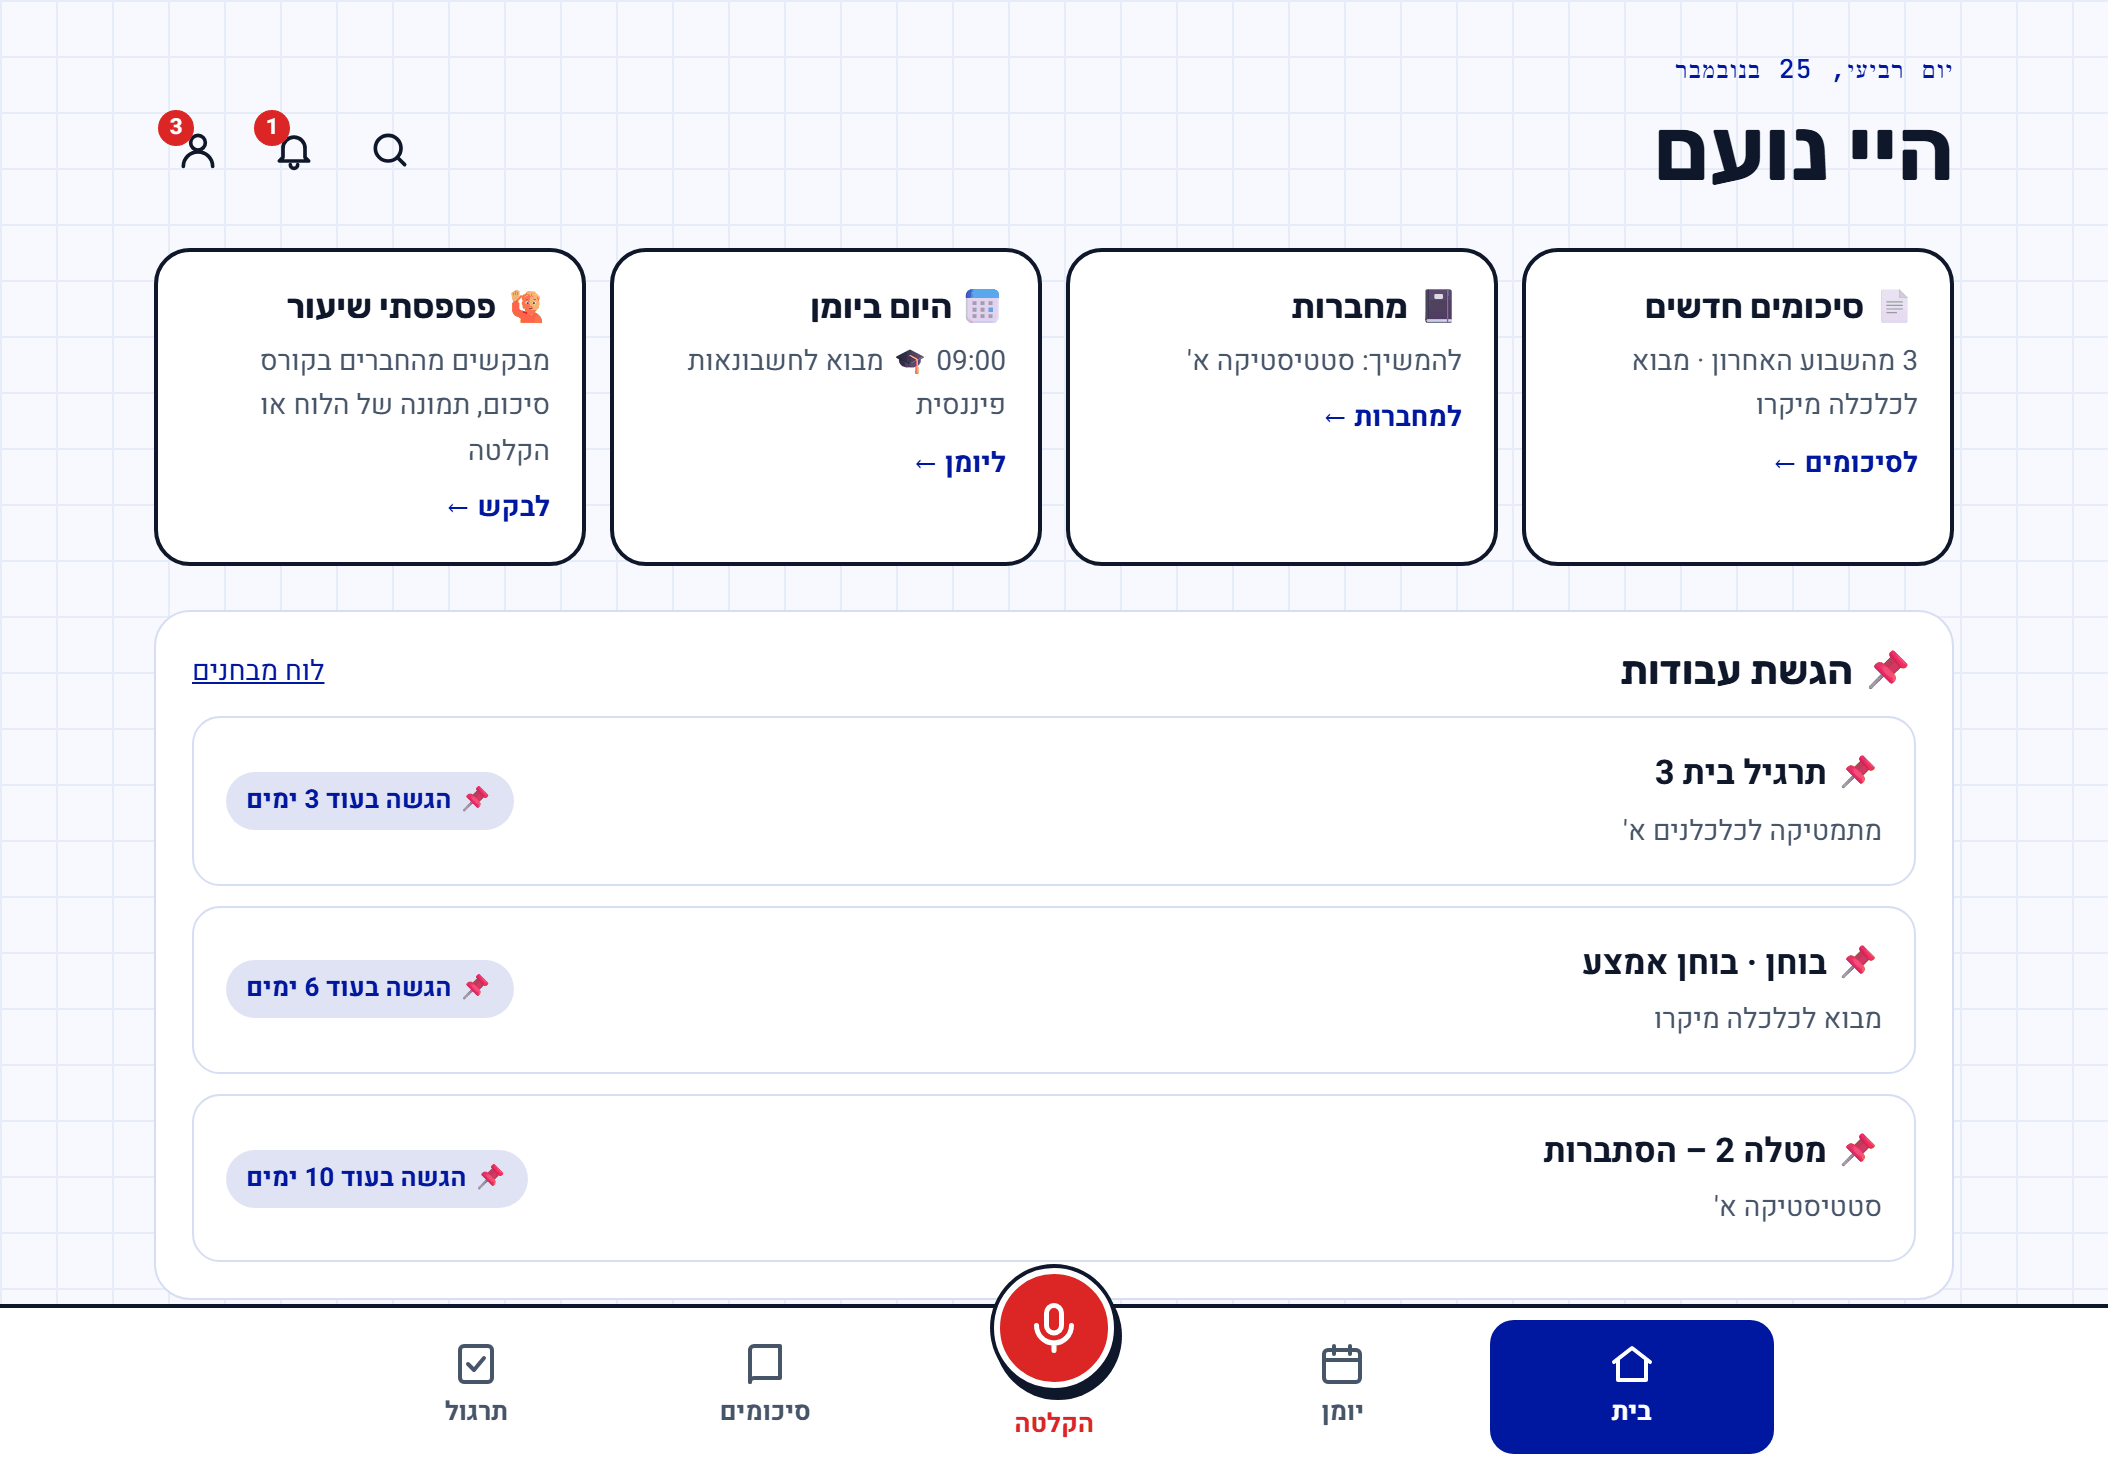 יום רביעי, 25 בנובמבר
היי נועם
1
3
סיכומים חדשים
3 מהשבוע האחרון · מבוא
לכלכלה מיקרו
לסיכומים ←
מחברות
להמשיך: סטטיסטיקה א'
למחברות ←
היום ביומן
09:00 🎓 מבוא לחשבונאות
פיננסית
ליומן ←
פספסתי שיעור
מבקשים מהחברים בקורס
סיכום, תמונה של הלוח או
הקלטה
לבקש ←
הגשת עבודות
לוח מבחנים
תרגיל בית 3
מתמטיקה לכלכלנים א'
הגשה בעוד 3 ימים
בוחן · בוחן אמצע
מבוא לכלכלה מיקרו
הגשה בעוד 6 ימים
מטלה 2 – הסתברות
סטטיסטיקה א'
הגשה בעוד 10 ימים
בית
יומן
הקלטה
סיכומים
תרגול